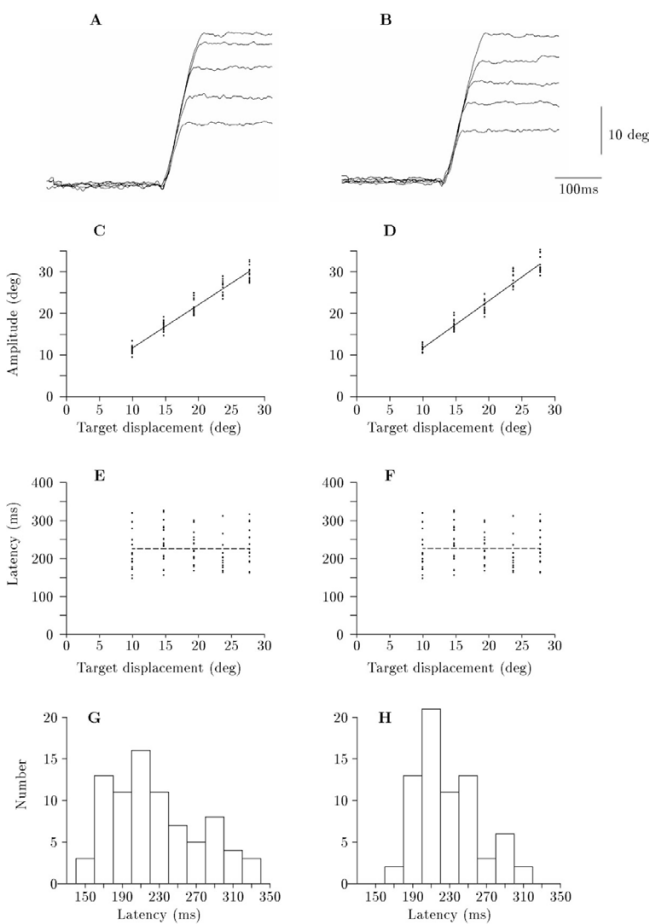 A B
10 deg
100ms
C D
Amplitude (deg)
30 30
20 20
10 10
0 0
0 5 10 15 20 25 30 0 5 10 15 20 25 30
Target displacement (deg) Target displacement (deg)
E F
Latency (ms)
400 400
300 300
200 200
100 100
0 0
0 5 10 15 20 25 30 0 5 10 15 20 25 30
Target displacement (deg) Target displacement (deg)
G H
Number
20 20
15 15
10 10
5 5
0 0
150 190 230 270 310 350 150 190 230 270 310 350
Latency (ms) Latency (ms)